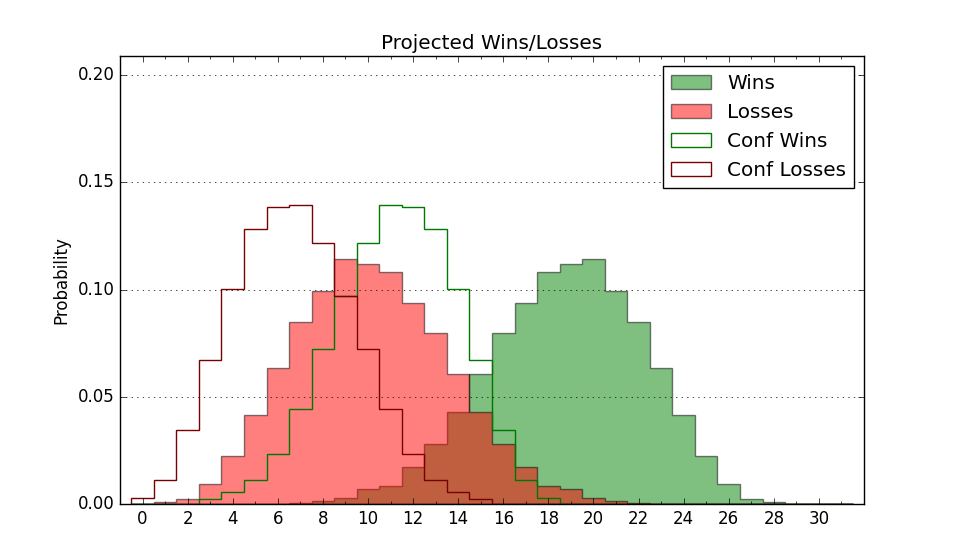 Projected Wins/Losses
Wins
Losses
Conf Wins
Conf Losses
Probability
0.20
0.15
0.10
0.05
0.00
0 2 4 6 8 10 12 14 16 18 20 22 24 26 28 30